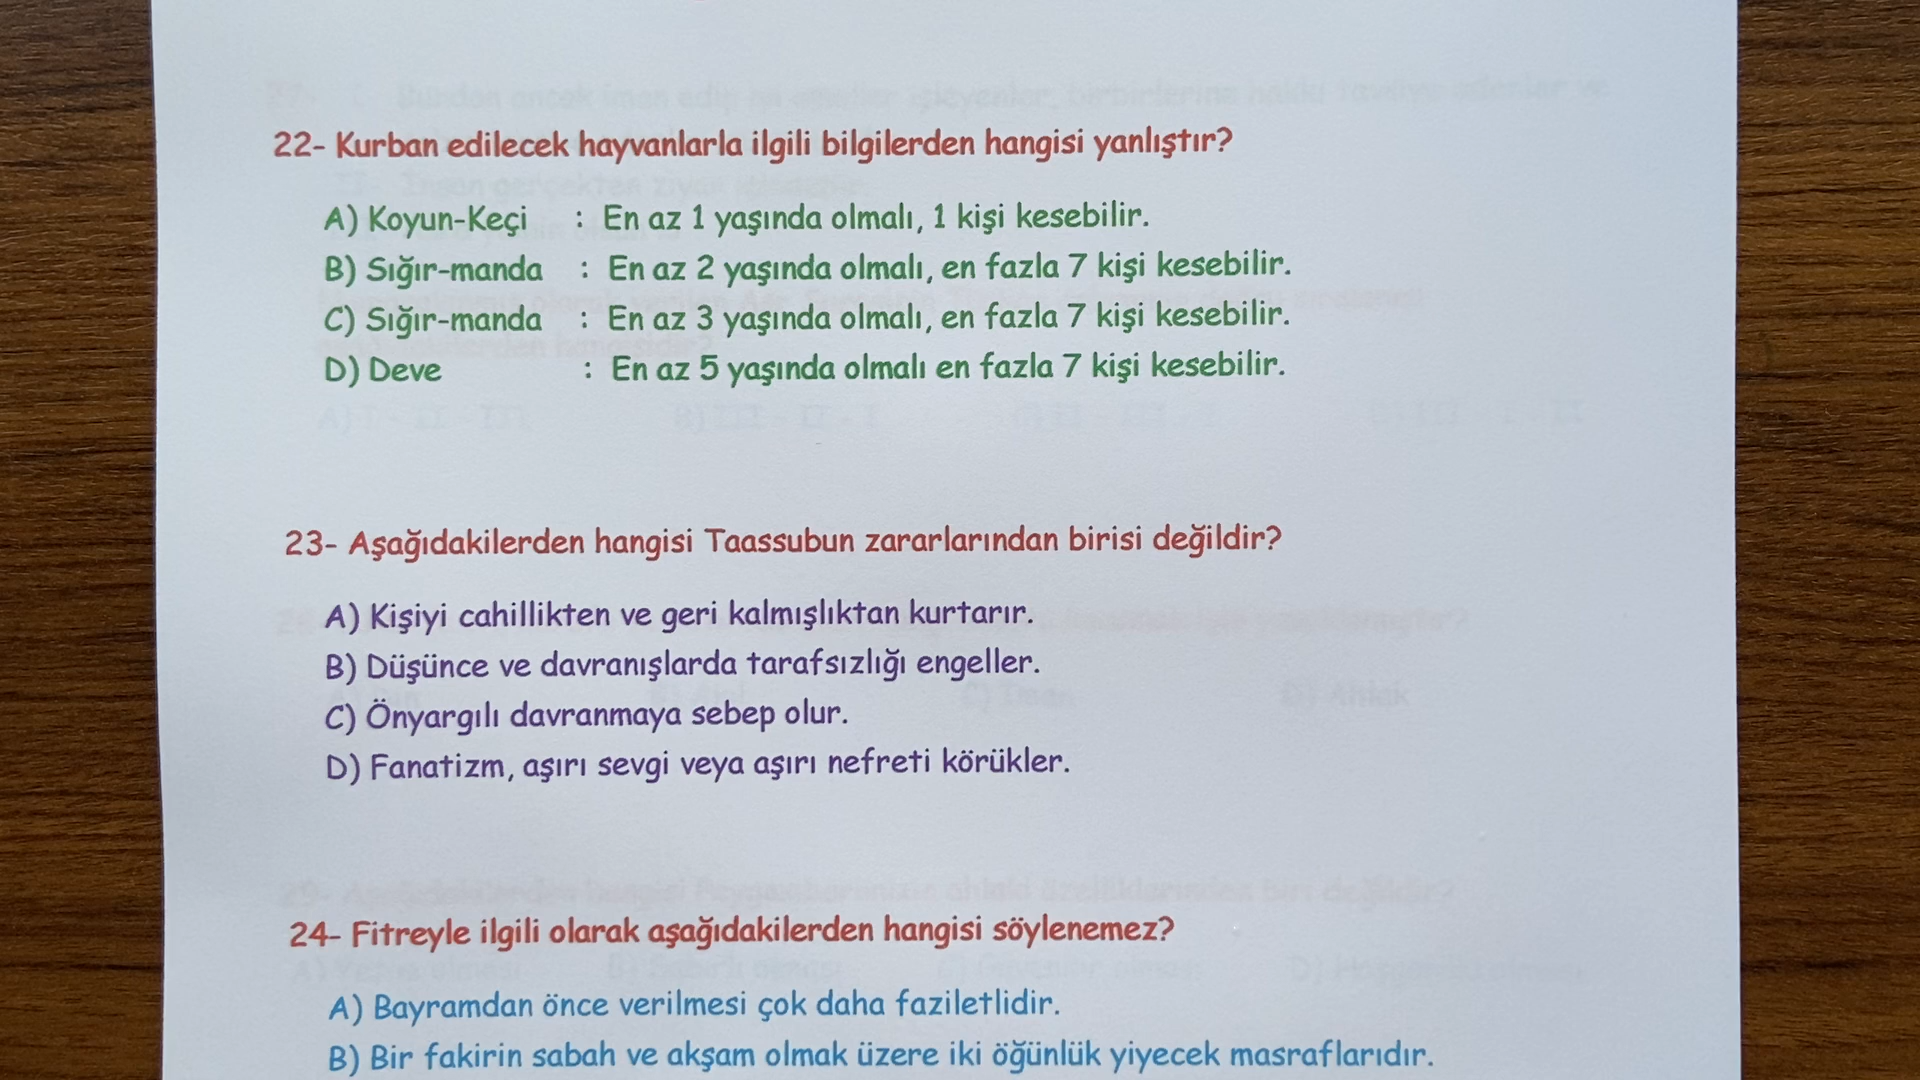 22- Kurban edilecek hayvanlarla ilgili bilgilerden hangisi yanlıştır?
A) Koyun-Keçi : En az 1 yaşında olmalı, 1 kişi kesebilir.
B) Sığır-manda : En az 2 yaşında olmalı, en fazla 7 kişi kesebilir.
C) Sığır-manda : En az 3 yaşında olmalı, en fazla 7 kişi kesebilir.
D) Deve : En az 5 yaşında olmalı en fazla 7 kişi kesebilir.
23- Aşağıdakilerden hangisi Taassubun zararlarından birisi değildir?
A) Kişiyi cahillikten ve geri kalmışlıktan kurtarır.
B) Düşünce ve davranışlarda tarafsızlığı engeller.
C) Önyargılı davranmaya sebep olur.
D) Fanatizm, aşırı sevgi veya aşırı nefreti körükler.
24- Fitreyle ilgili olarak aşağıdakilerden hangisi söylenemez?
A) Bayramdan önce verilmesi çok daha faziletlidir.
B) Bir fakirin sabah ve akşam olmak üzere iki öğünlük yiyecek masraflarıdır.